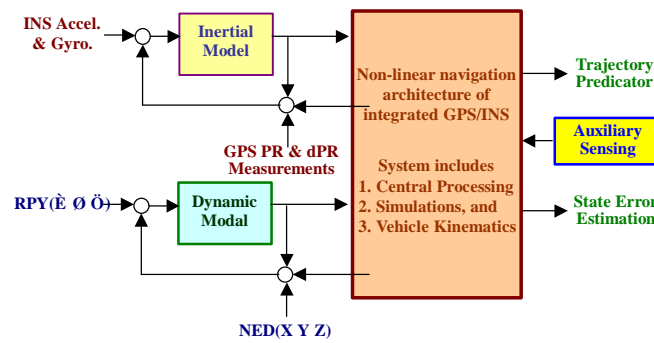 INS Accel.
& Gyro.
Inertial
Model
GPS PR & dPR
Measurements
RPY(È Ø Ö)
Dynamic
Modal
NED(X Y Z)
Non-linear navigation
architecture of
integrated GPS/INS
System includes
1. Central Processing
2. Simulations, and
3. Vehicle Kinematics
Trajectory
Predicator
Auxiliary
Sensing
State Error
Estimation